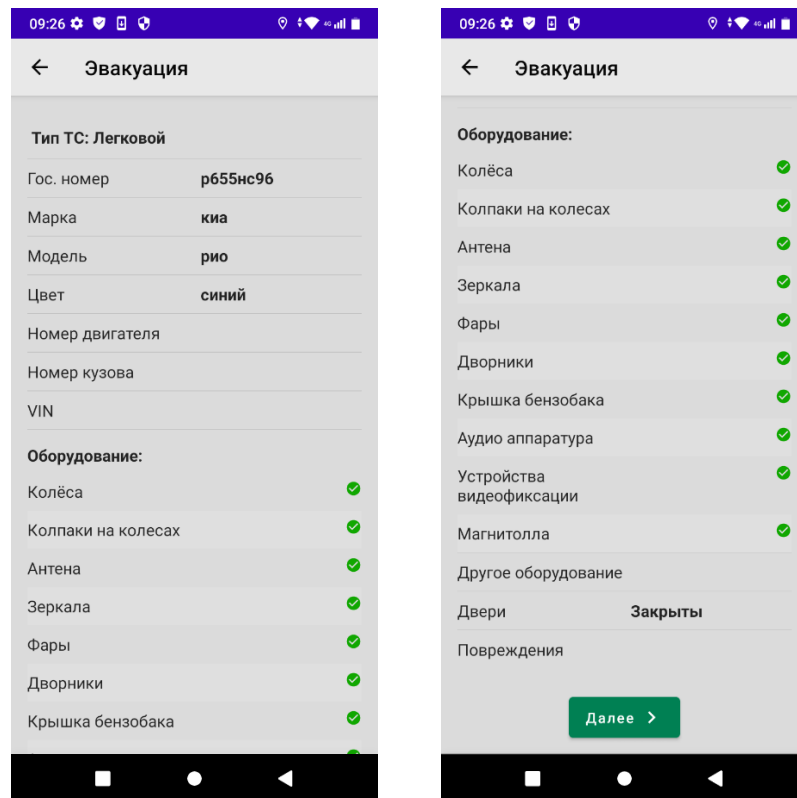 09:26
4G
Эвакуация
Тип ТС: Легковой
Гос. номер р655нс96
Марка киа
Модель рио
Цвет синий
Номер двигателя
Номер кузова
VIN
Оборудование:
Колёса
Колпаки на колесах
Антена
Зеркала
Фары
Дворники
Крышка бензобака
09:26
4G
Эвакуация
Оборудование:
Колёса
Колпаки на колесах
Антена
Зеркала
Фары
Дворники
Крышка бензобака
Аудио аппаратура
Устройства
видеофиксации
Магнитолла
Другое оборудование
Двери Закрыты
Повреждения
Далее